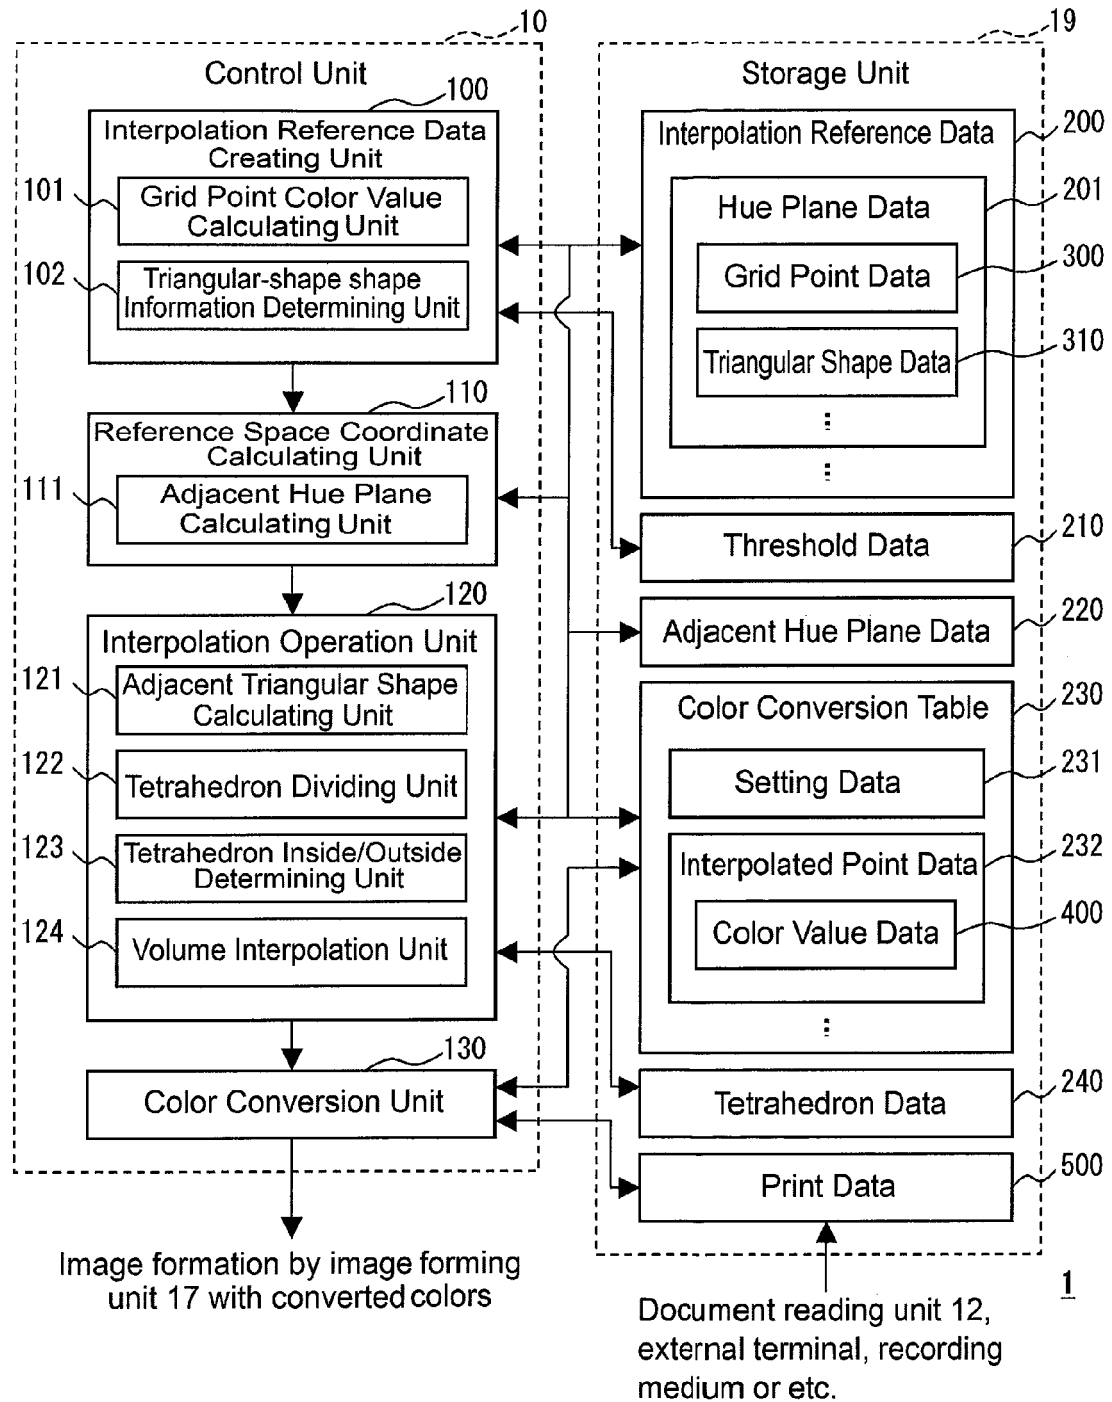 10
Control Unit
100
Interpolation Reference Data
Creating Unit
101
Grid Point Color Value
Calculating Unit
102
Triangular-shape shape
Information Determining Unit
110
Reference Space Coordinate
Calculating Unit
111
Adjacent Hue Plane
Calculating Unit
120
Interpolation Operation Unit
121
Adjacent Triangular Shape
Calculating Unit
122
Tetrahedron Dividing Unit
123
Tetrahedron Inside/Outside
Determining Unit
124
Volume Interpolation Unit
130
Color Conversion Unit
Image formation by image forming
unit 17 with converted colors
19
Storage Unit
200
Interpolation Reference Data
201
Hue Plane Data
300
Grid Point Data
310
Triangular Shape Data
210
Threshold Data
220
Adjacent Hue Plane Data
230
Color Conversion Table
231
Setting Data
232
Interpolated Point Data
400
Color Value Data
240
Tetrahedron Data
500
Print Data
1
Document reading unit 12,
external terminal, recording
medium or etc.